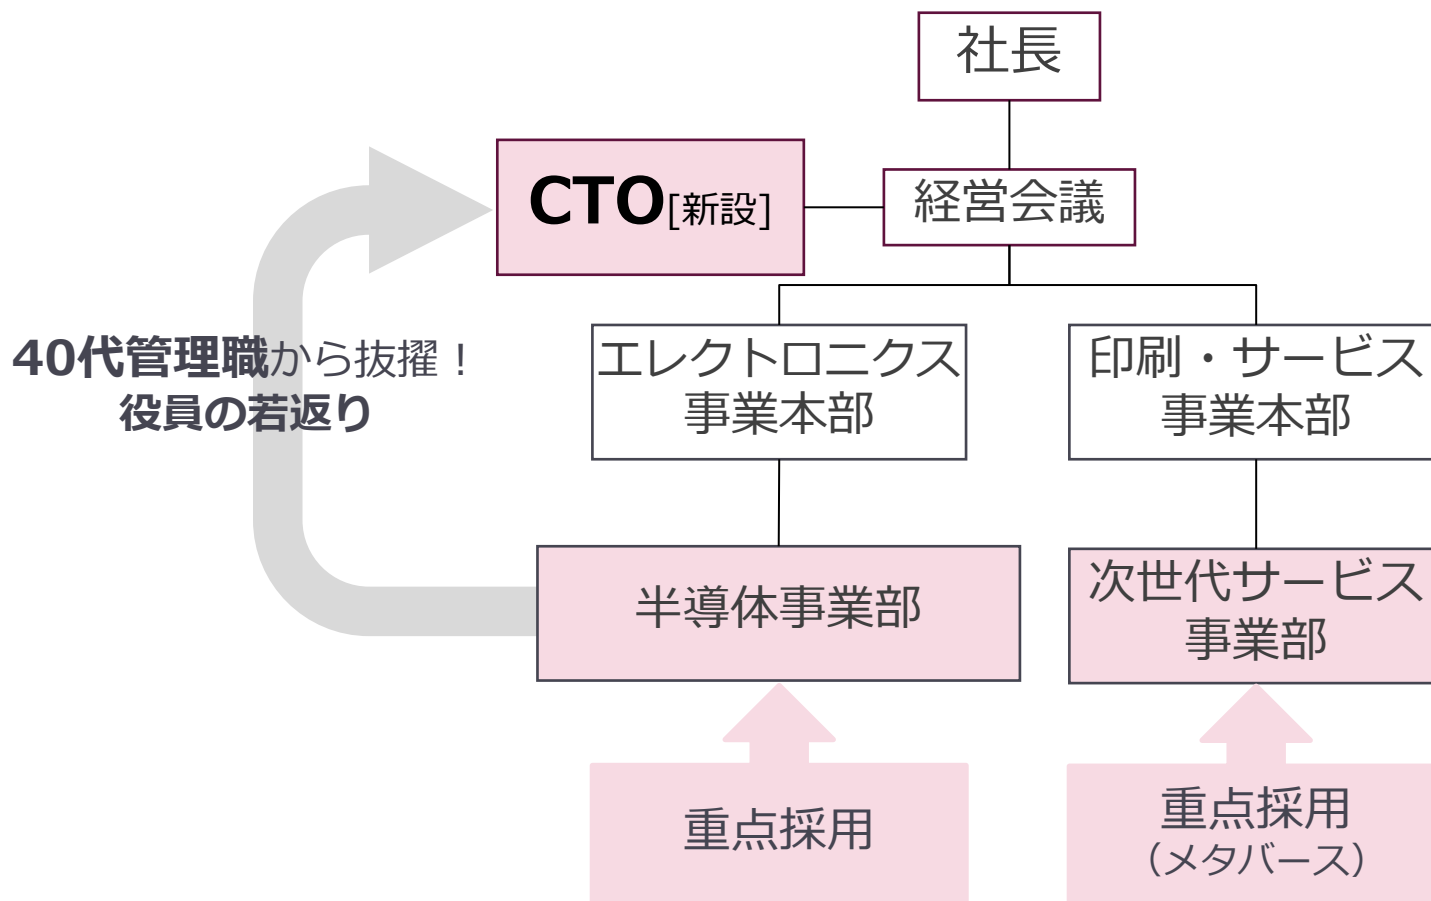 社長
CTO[新設]
経営会議
40代管理職から抜擢！
役員の若返り
エレクトロニクス
事業本部
印刷・サービス
事業本部
半導体事業部
次世代サービス
事業部
重点採用
重点採用
（メタバース）